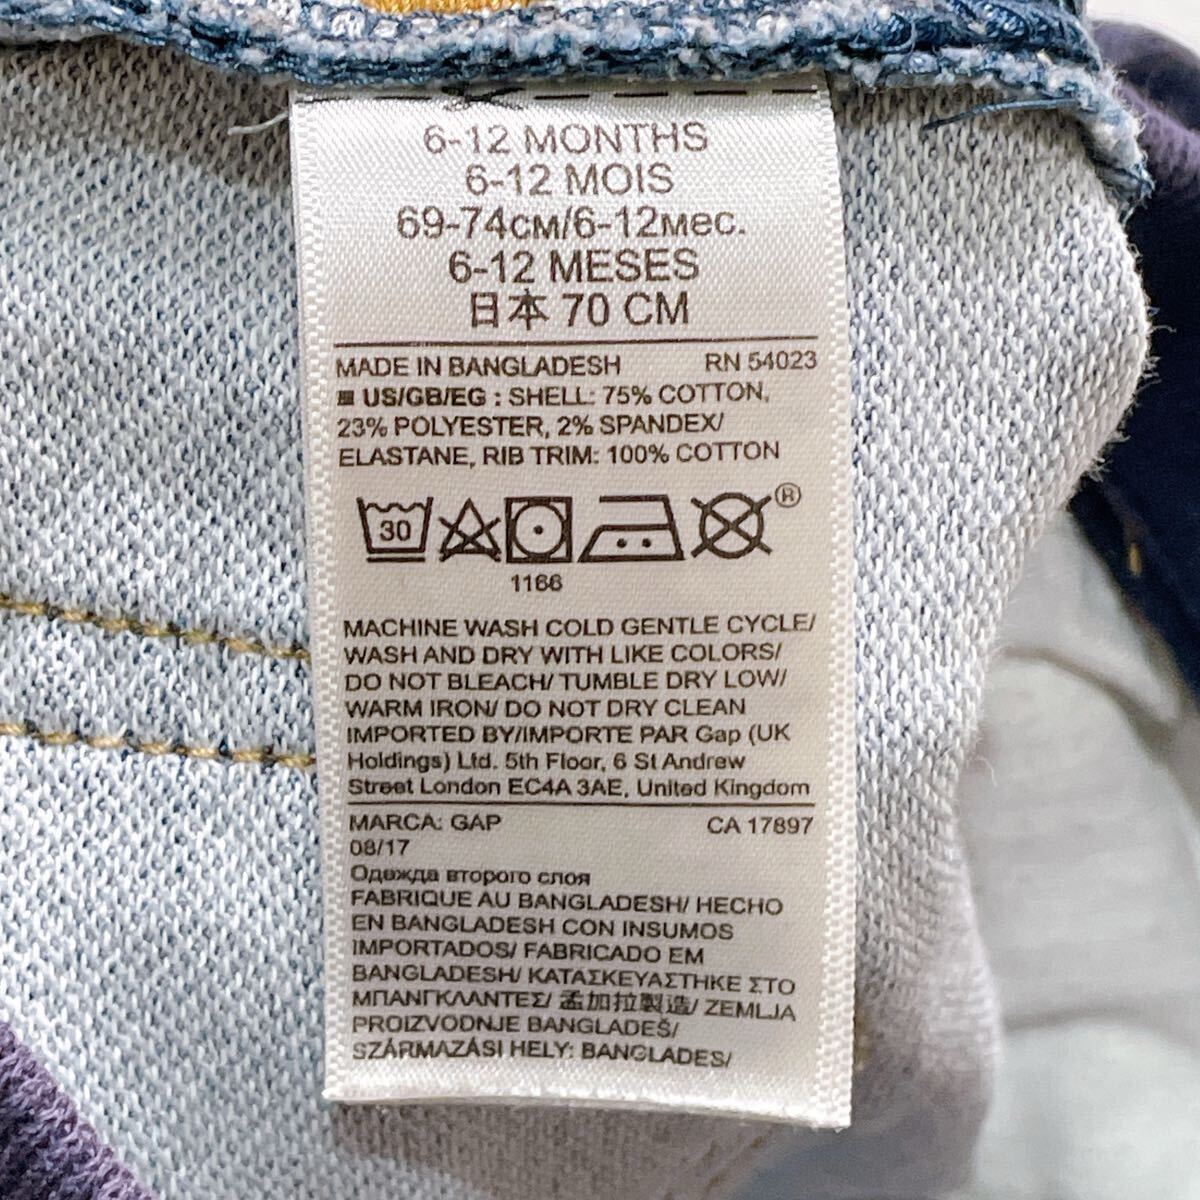 6-12 MONTHS
6-12 MOIS
69-74см/6-12мес.
6-12 MESES
日本 70 CM
MADE IN BANGLADESH RN 54023
US/GB/EG : SHELL: 75% COTTON,
23% POLYESTER, 2% SPANDEX/
ELASTANE, RIB TRIM: 100% COTTON
30 ®
1166
MACHINE WASH COLD GENTLE CYCLE/
WASH AND DRY WITH LIKE COLORS/
DO NOT BLEACH/ TUMBLE DRY LOW/
WARM IRON/ DO NOT DRY CLEAN
IMPORTED BY/IMPORTE PAR Gap (UK
Holdings) Ltd. 5th Floor, 6 St Andrew
Street London EC4A 3AE, United Kingdom
MARCA: GAP CA 17897
08/17
Одежда второго слоя
FABRIQUE AU BANGLADESH/ HECHO
EN BANGLADESH CON INSUMOS
IMPORTADOS/ FABRICADO EM
BANGLADESH/ ΚΑΤΑΣΚΕΥΑΣΤΗΚΕ ΣΤΟ
ΜΠΑΝΓΚΛΑΝΤΕΣ/ 孟加拉製造/ ZEMLJA
PROIZVODNJE BANGLADEŠ/
SZÁRMAZÁSI HELY: BANGLADES/